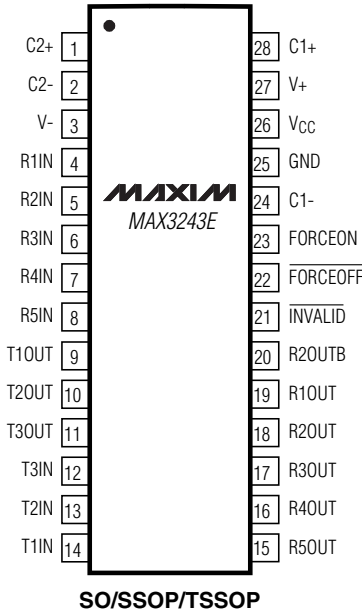 C2+ 1 28 C1+
C2- 2 27 V+
V- 3 26 VCC
R1IN 4 25 GND
R2IN 5 MAXIM 24 C1-
R3IN 6 MAX3243E 23 FORCEON
R4IN 7 22 FORCEOFF
R5IN 8 21 INVALID
T1OUT 9 20 R2OUTB
T2OUT 10 19 R1OUT
T3OUT 11 18 R2OUT
T3IN 12 17 R3OUT
T2IN 13 16 R4OUT
T1IN 14 15 R5OUT
SO/SSOP/TSSOP